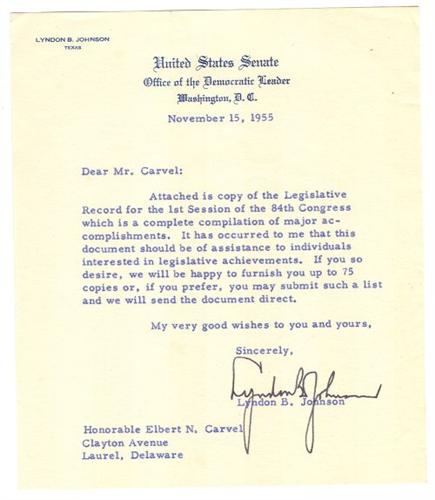 LYNDON B. JOHNSON
TEXAS
United States Senate
Office of the Democratic Leader
Washington, D. C.
November 15, 1955
Dear Mr. Carvel:
Attached is copy of the Legislative
Record for the 1st Session of the 84th Congress
which is a complete compilation of major ac-
complishments. It has occurred to me that this
document should be of assistance to individuals
interested in legislative achievements. If you so
desire, we will be happy to furnish you up to 75
copies or, if you prefer, you may submit such a list
and we will send the document direct.
My very good wishes to you and yours,
Sincerely,
Lyndon B. Johnson
Lyndon B. Johnson
Honorable Elbert N. Carvel
Clayton Avenue
Laurel, Delaware